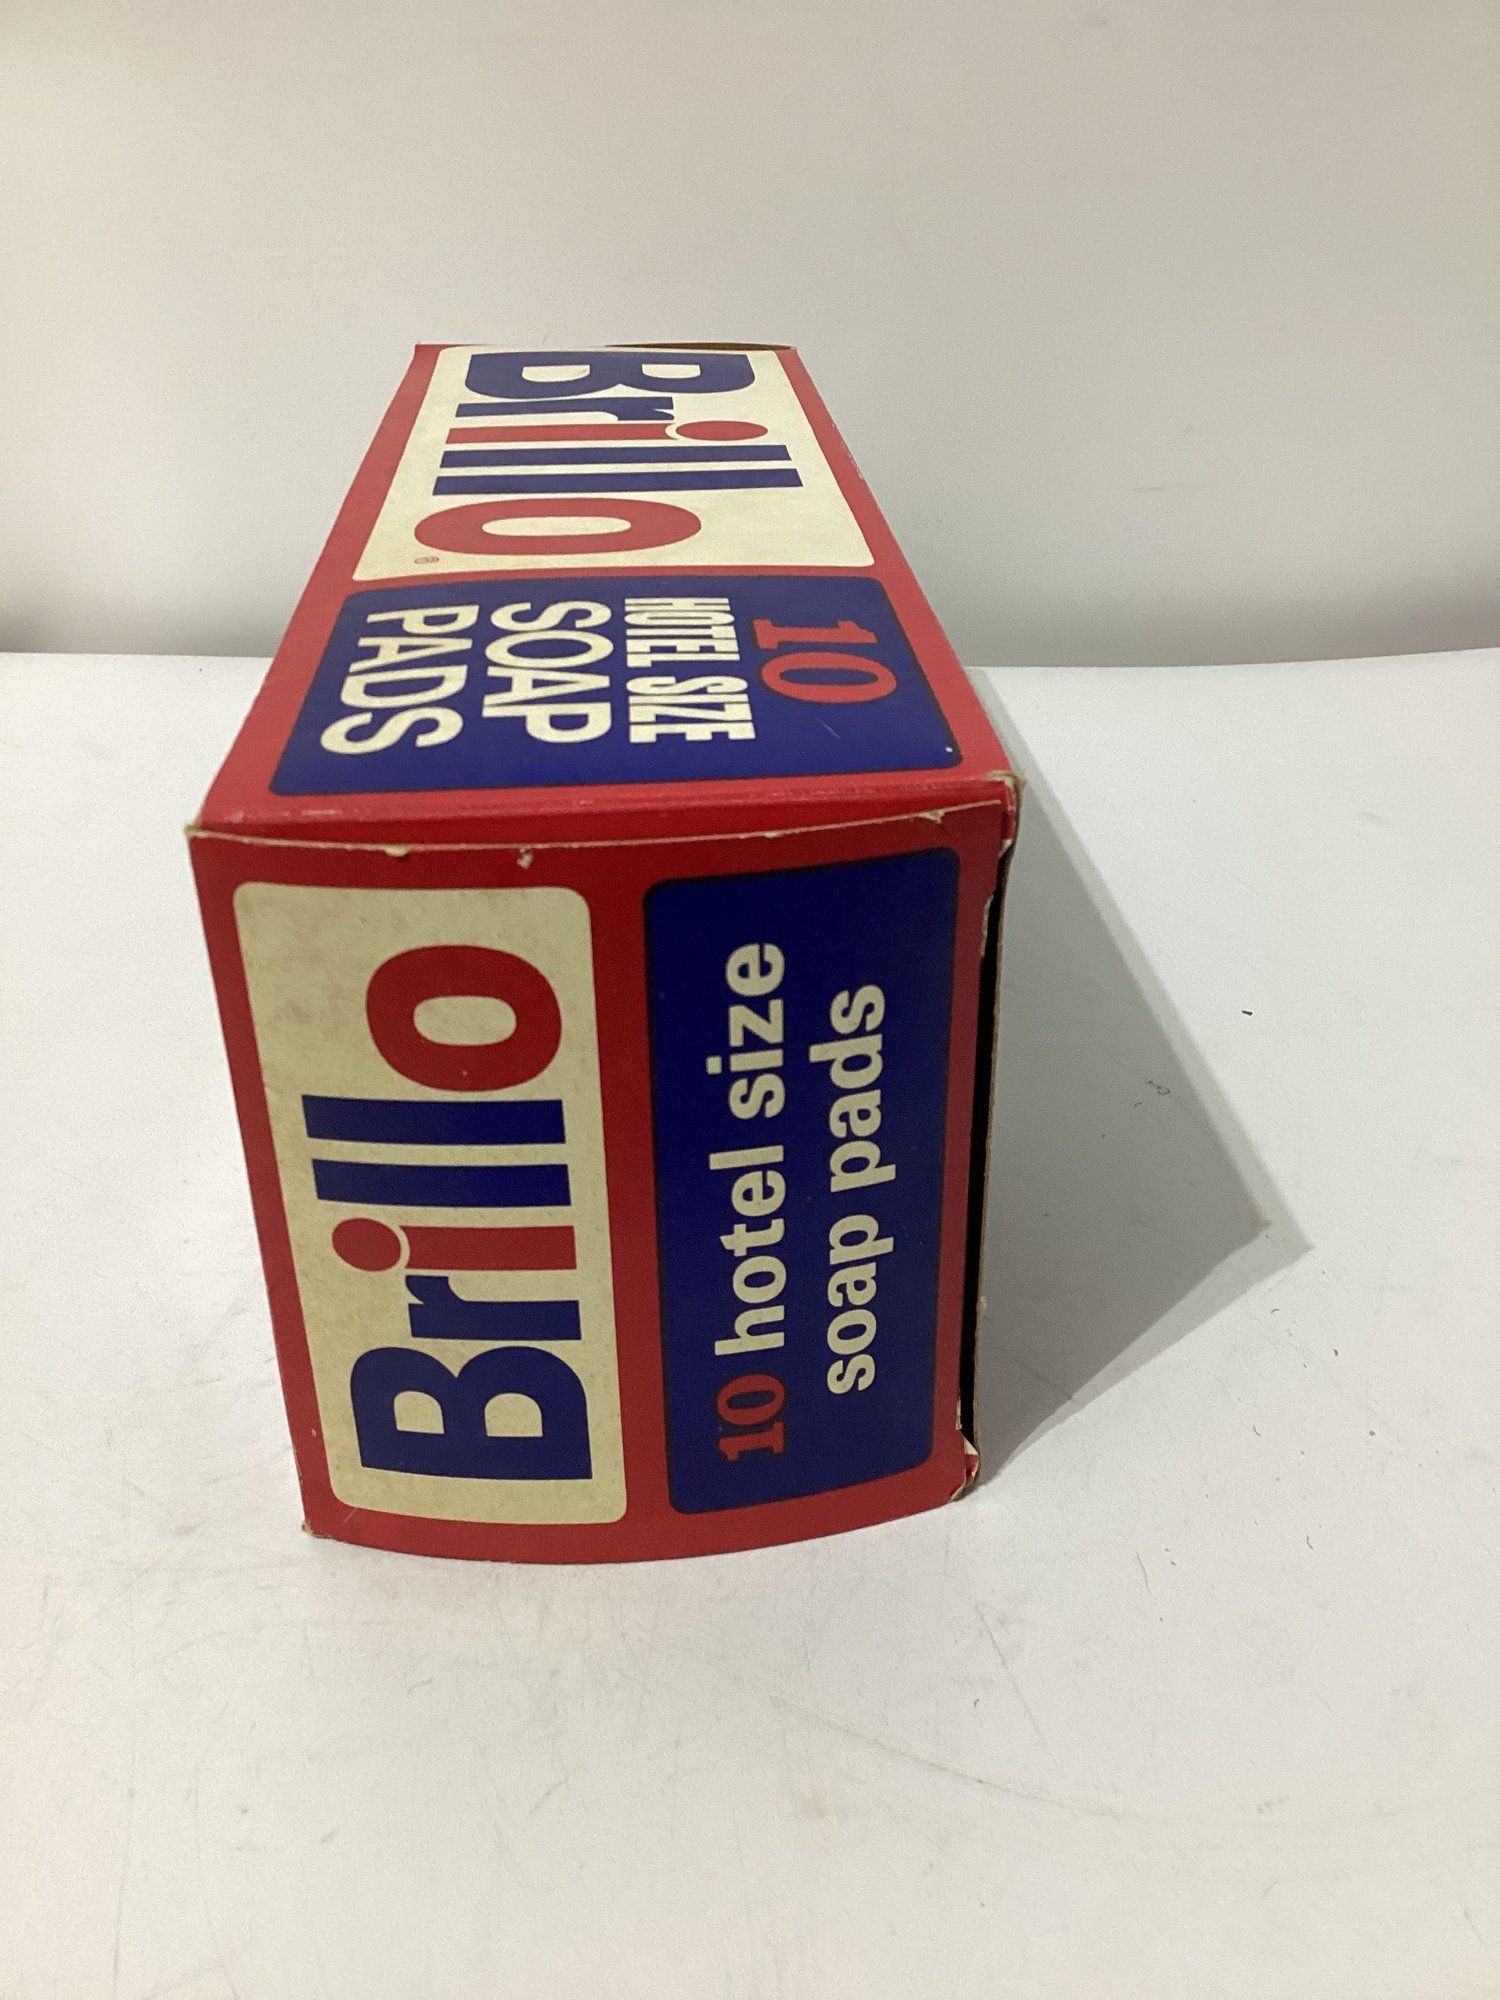 Brillo®
10
HOTEL SIZE
SOAP
PADS
Brillo
10 hotel size
soap pads